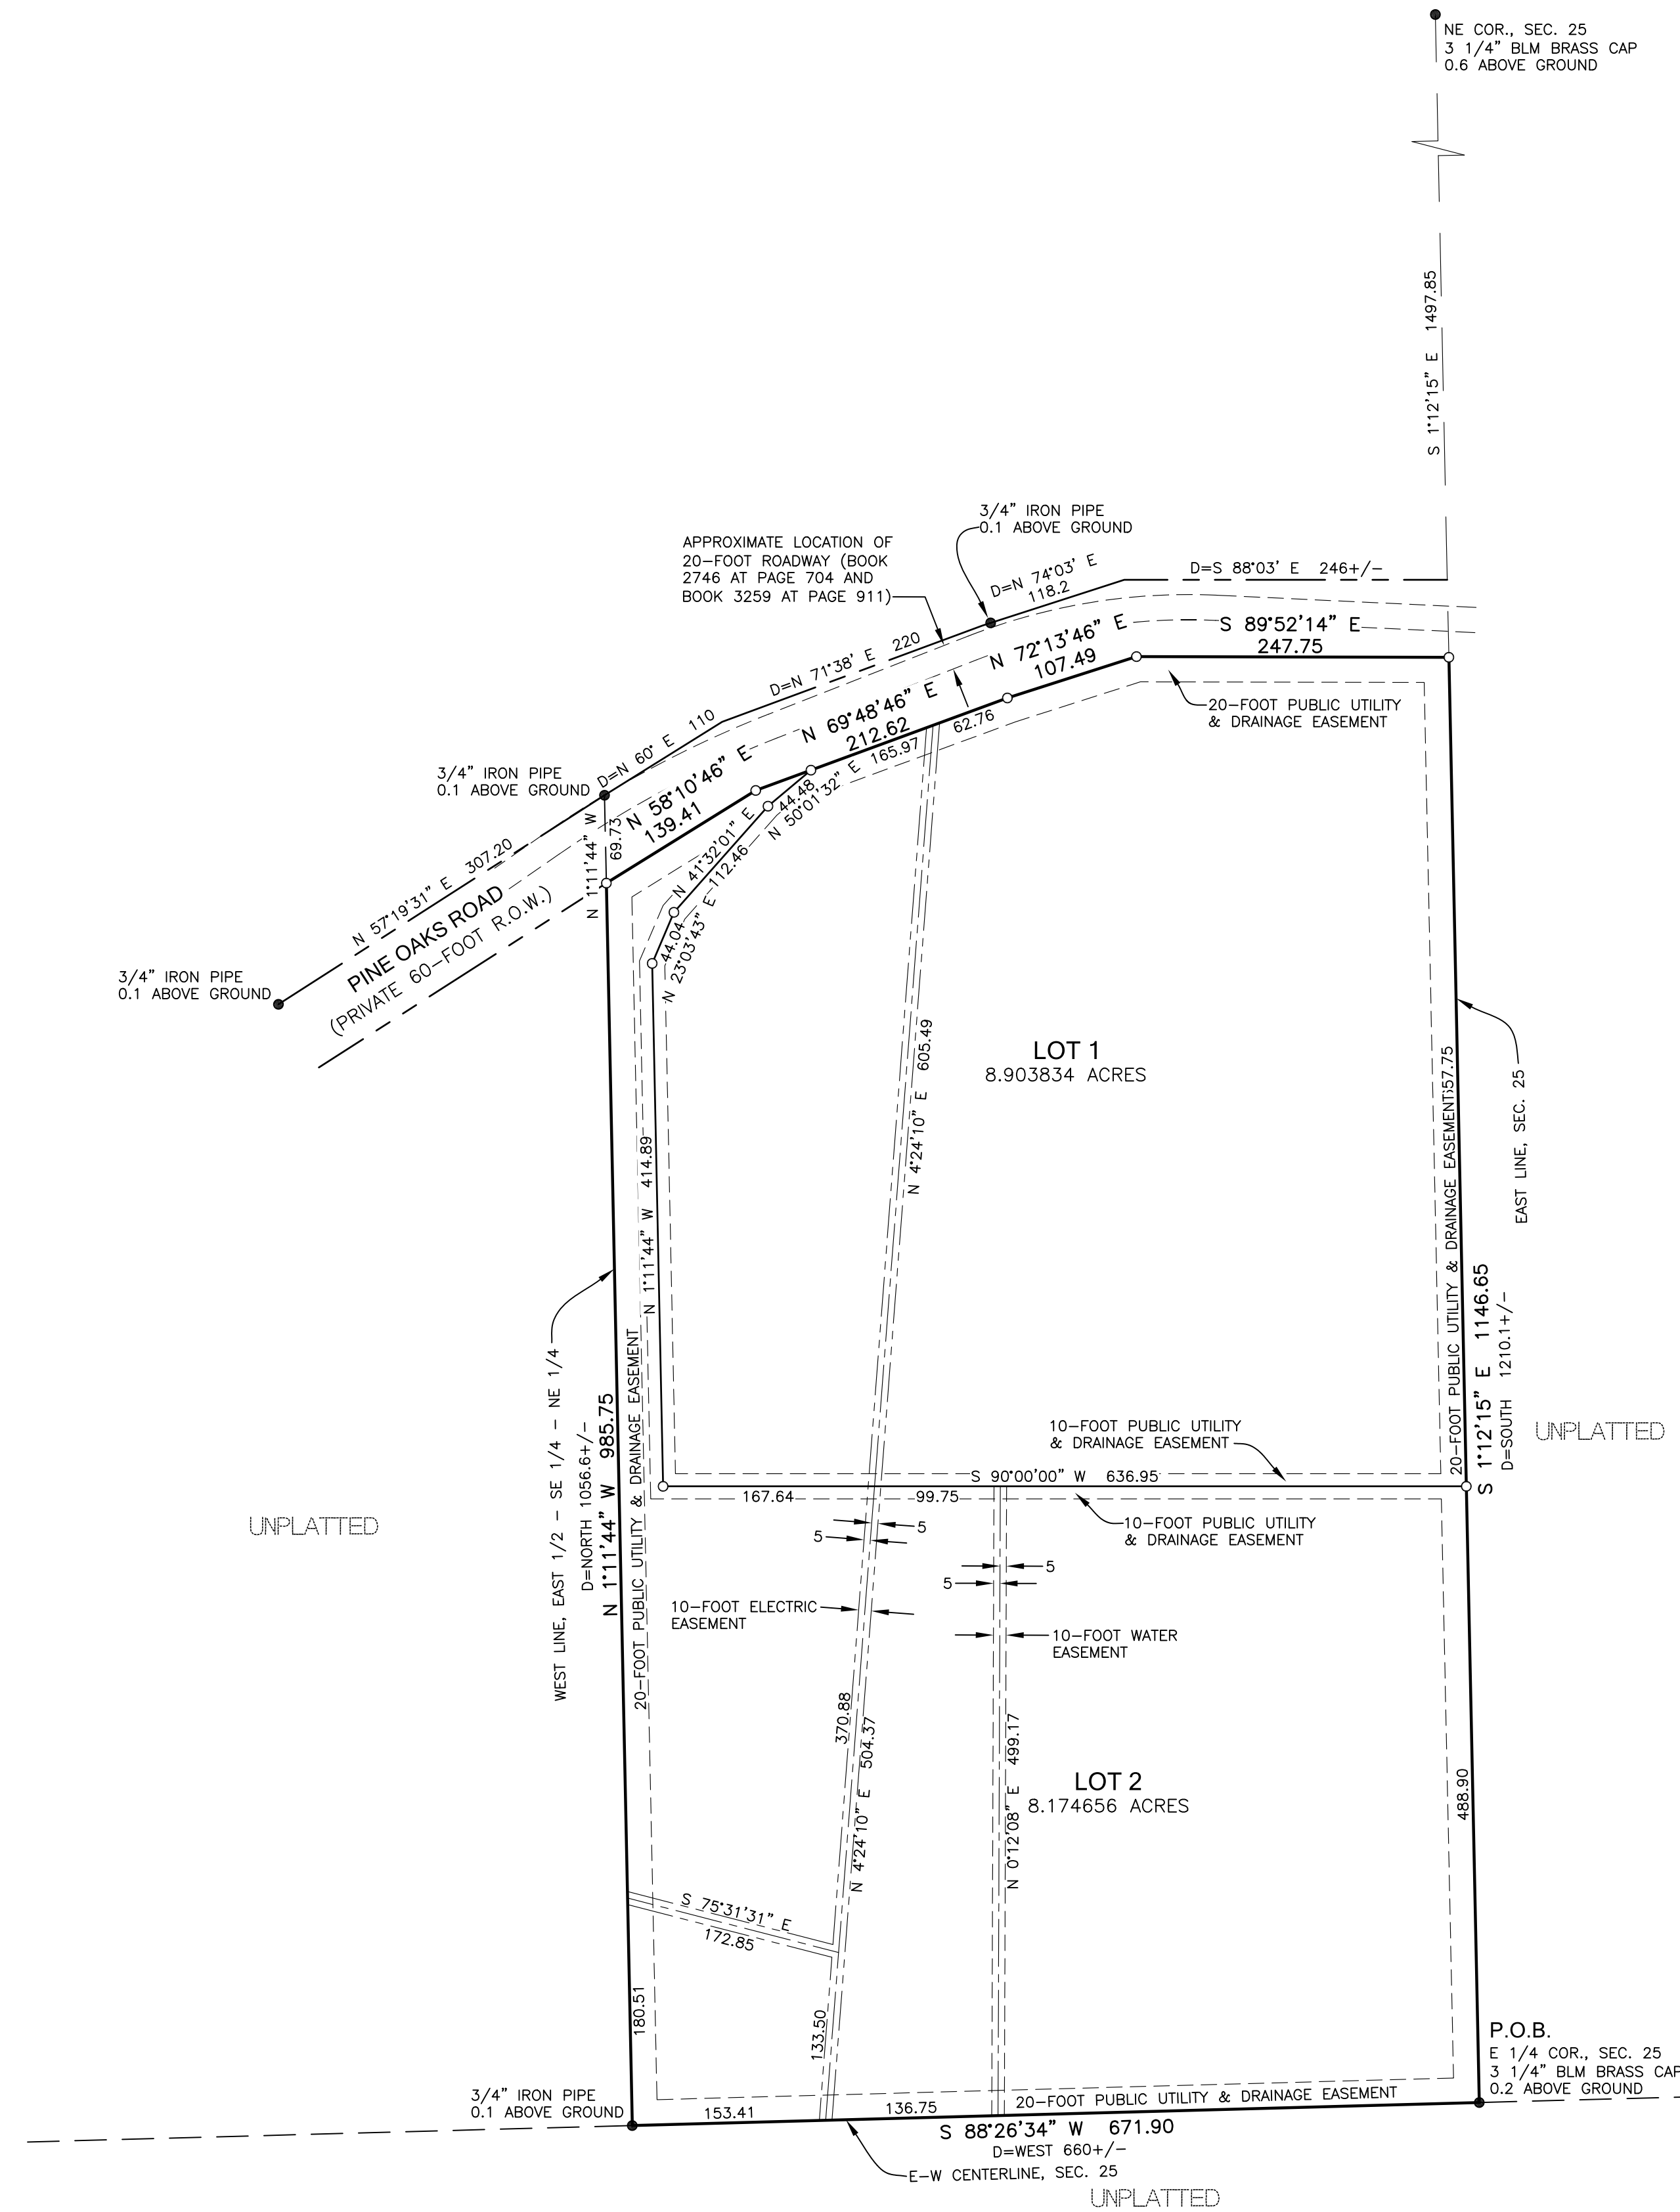 NE COR., SEC. 25
3 1/4" BLM BRASS CAP
0.6 ABOVE GROUND
S 1°12'15" E 1497.85
3/4" IRON PIPE
0.1 ABOVE GROUND
APPROXIMATE LOCATION OF
20-FOOT ROADWAY (BOOK
2746 AT PAGE 704 AND
BOOK 3259 AT PAGE 911)
D=N 74°03' E
118.2
D=S 88°03' E 246+/-
D=N 71°38' E 220
N 72°13'46" E
107.49
S 89°52'14" E
247.75
D=N 60° E 110
N 69°48'46" E
212.62
165.97
62.76
20-FOOT PUBLIC UTILITY
& DRAINAGE EASEMENT
3/4" IRON PIPE
0.1 ABOVE GROUND
N 58°10'46" E
139.41
N 1°11'44" W
69.73
44.48
N 50°01'32" E
N 41°32'01" E
112.46
44.04
N 23°03'43" E
N 57°19'31" E 307.20
PINE OAKS ROAD
(PRIVATE 60-FOOT R.O.W.)
3/4" IRON PIPE
0.1 ABOVE GROUND
LOT 1
8.903834 ACRES
N 4°24'10" E 605.49
N 1°11'44" W 414.89
657.75
20-FOOT PUBLIC UTILITY & DRAINAGE EASEMENT
EAST LINE, SEC. 25
S 1°12'15" E 1146.65
D=SOUTH 1210.1+/-
UNPLATTED
WEST LINE, EAST 1/2 - SE 1/4 - NE 1/4
D=NORTH 1056.6+/-
N 1°11'44" W 985.75
20-FOOT PUBLIC UTILITY & DRAINAGE EASEMENT
UNPLATTED
10-FOOT PUBLIC UTILITY
& DRAINAGE EASEMENT
S 90°00'00" W 636.95
167.64
99.75
10-FOOT PUBLIC UTILITY
& DRAINAGE EASEMENT
5
5
5
5
10-FOOT ELECTRIC
EASEMENT
10-FOOT WATER
EASEMENT
370.88
N 4°24'10" E 504.37
N 0°12'08" E 499.17
LOT 2
8.174656 ACRES
488.90
S 75°31'31" E
172.85
180.51
133.50
P.O.B.
E 1/4 COR., SEC. 25
3 1/4" BLM BRASS CAP
0.2 ABOVE GROUND
3/4" IRON PIPE
0.1 ABOVE GROUND
153.41
136.75
20-FOOT PUBLIC UTILITY & DRAINAGE EASEMENT
S 88°26'34" W 671.90
D=WEST 660+/-
E-W CENTERLINE, SEC. 25
UNPLATTED